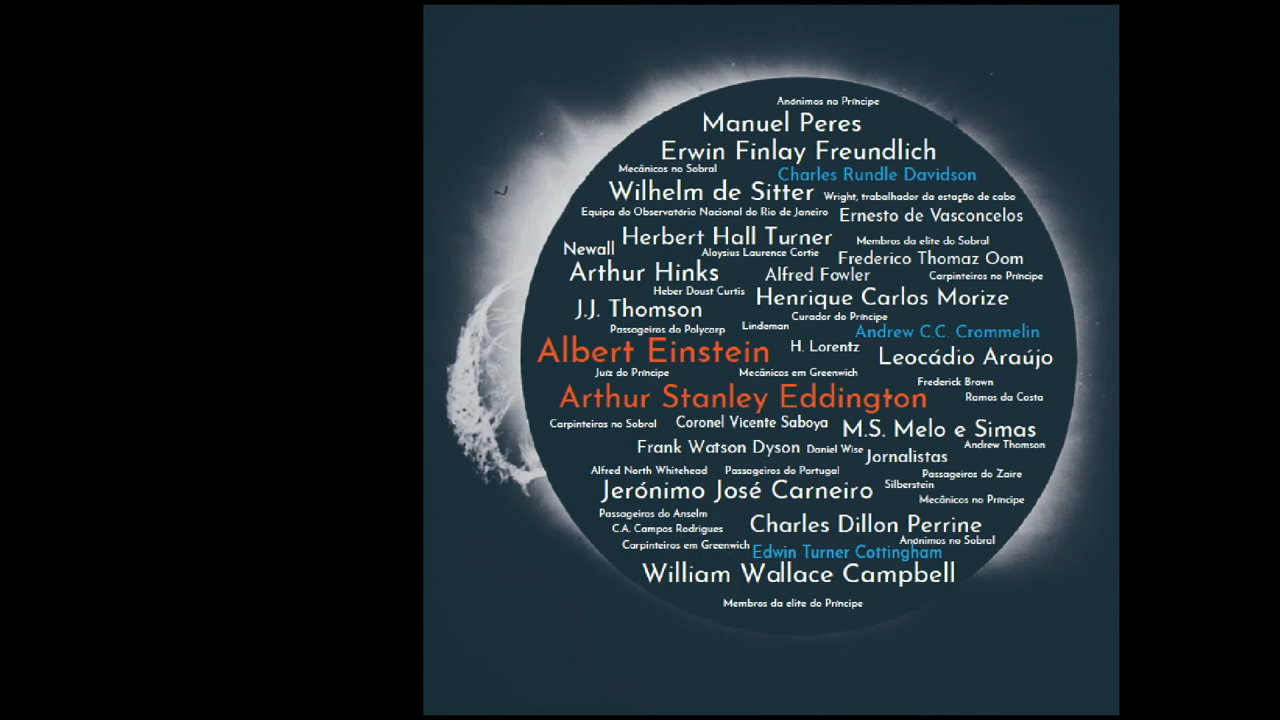 Anónimos no Príncipe
Manuel Peres
Erwin Finlay Freundlich
Mecânicos no Sobral
Charles Rundle Davidson
Wilhelm de Sitter
Wright, trabalhador da estação de cabo
Equipa do Observatório Nacional do Rio de Janeiro
Ernesto de Vasconcelos
Herbert Hall Turner
Membros da elite do Sobral
Newall
Aloysius Laurence Cortie
Frederico Thomaz Oom
Arthur Hinks
Alfred Fowler
Carpinteiros no Príncipe
Heber Doust Curtis
Henrique Carlos Morize
J.J. Thomson
Curador do Príncipe
Passageiros do Polycarp
Lindeman
Andrew C.C. Crommelin
Albert Einstein
H. Lorentz
Leocádio Araújo
Juíz do Príncipe
Mecânicos em Greenwich
Frederick Brown
Arthur Stanley Eddington
Ramos da Costa
Carpinteiros no Sobral
Coronel Vicente Saboya
M.S. Melo e Simas
Frank Watson Dyson
Daniel Wise
Andrew Thomson
Jornalistas
Alfred North Whitehead
Passageiros do Portugal
Passageiros do Zaire
Jerónimo José Carneiro
Silberstein
Mecânicos no Príncipe
Passageiros do Anselm
C.A. Campos Rodrigues
Charles Dillon Perrine
Anónimos no Sobral
Carpinteiros em Greenwich
Edwin Turner Cottingham
William Wallace Campbell
Membros da elite do Príncipe